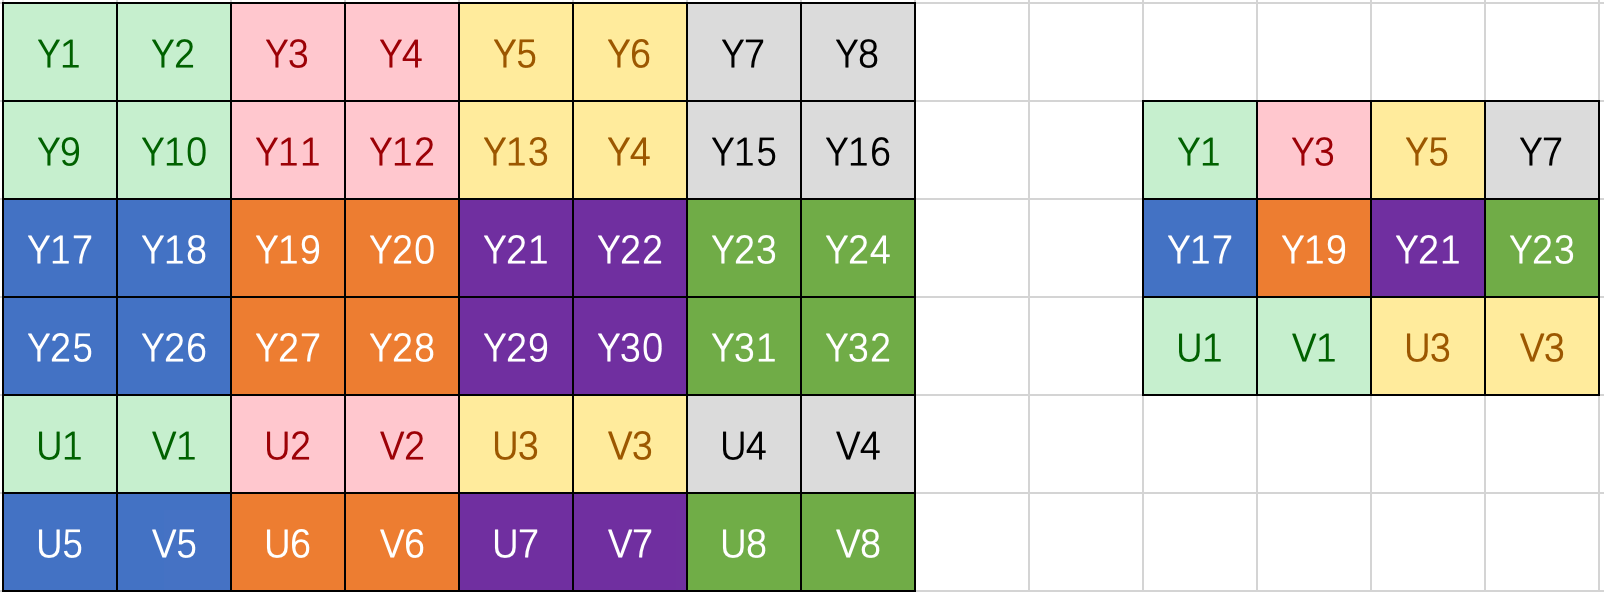 Y1 Y2 Y3 Y4 Y5 Y6 Y7 Y8
Y9 Y10 Y11 Y12 Y13 Y4 Y15 Y16 Y1 Y3 Y5 Y7
Y17 Y18 Y19 Y20 Y21 Y22 Y23 Y24 Y17 Y19 Y21 Y23
Y25 Y26 Y27 Y28 Y29 Y30 Y31 Y32 U1 V1 U3 V3
U1 V1 U2 V2 U3 V3 U4 V4
U5 V5 U6 V6 U7 V7 U8 V8